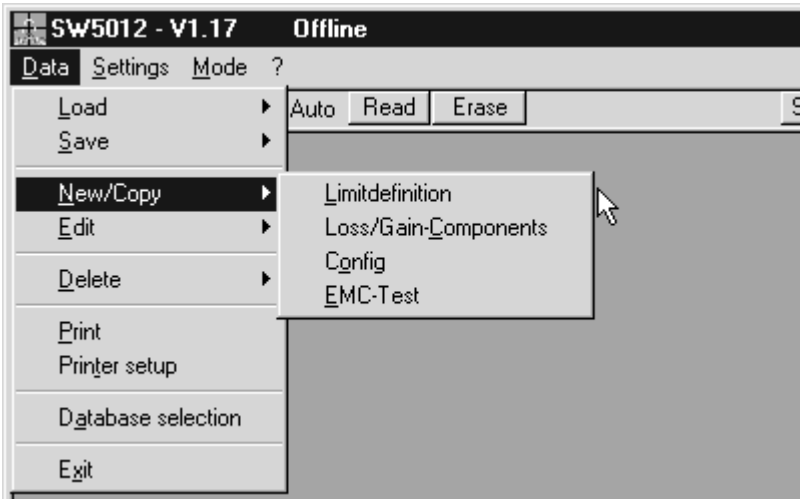 SW5012 - V1.17 Offline
Data Settings Mode ?
Auto Read Erase S
Load
Save
New/Copy
Edit
Delete
Print
Printer setup
Database selection
Exit
Limitdefinition
Loss/Gain-Components
Config
EMC-Test